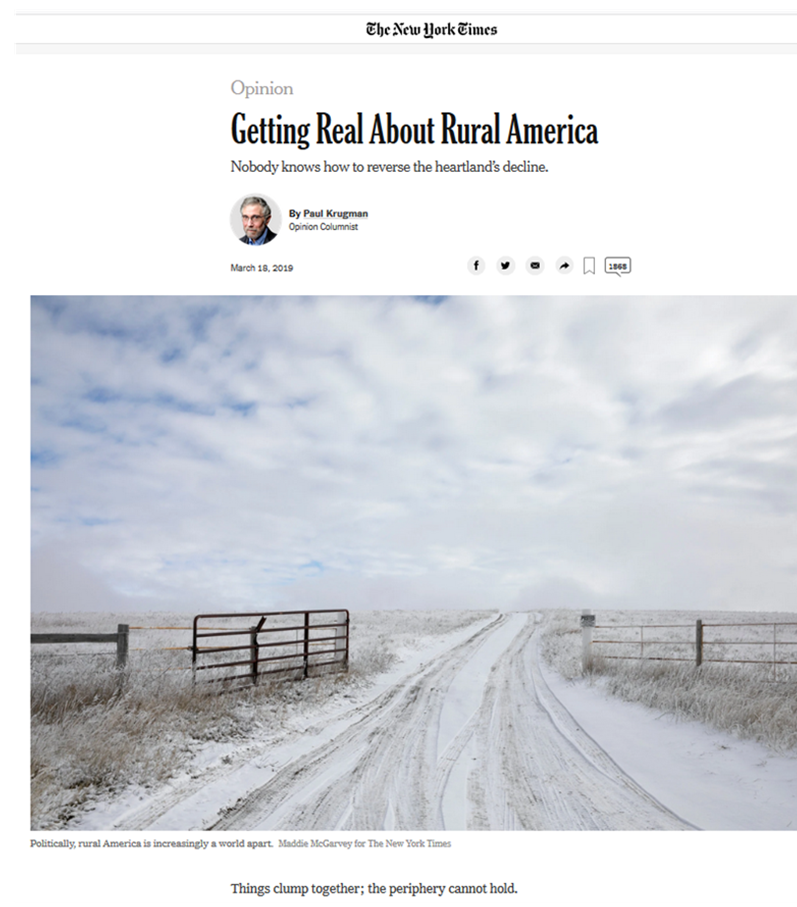 The New York Times
Opinion
Getting Real About Rural America
Nobody knows how to reverse the heartland's decline.
By Paul Krugman
Opinion Columnist
March 18, 2019
1868
Politically, rural America is increasingly a world apart. Maddie McGarvey for The New York Times
Things clump together; the periphery cannot hold.